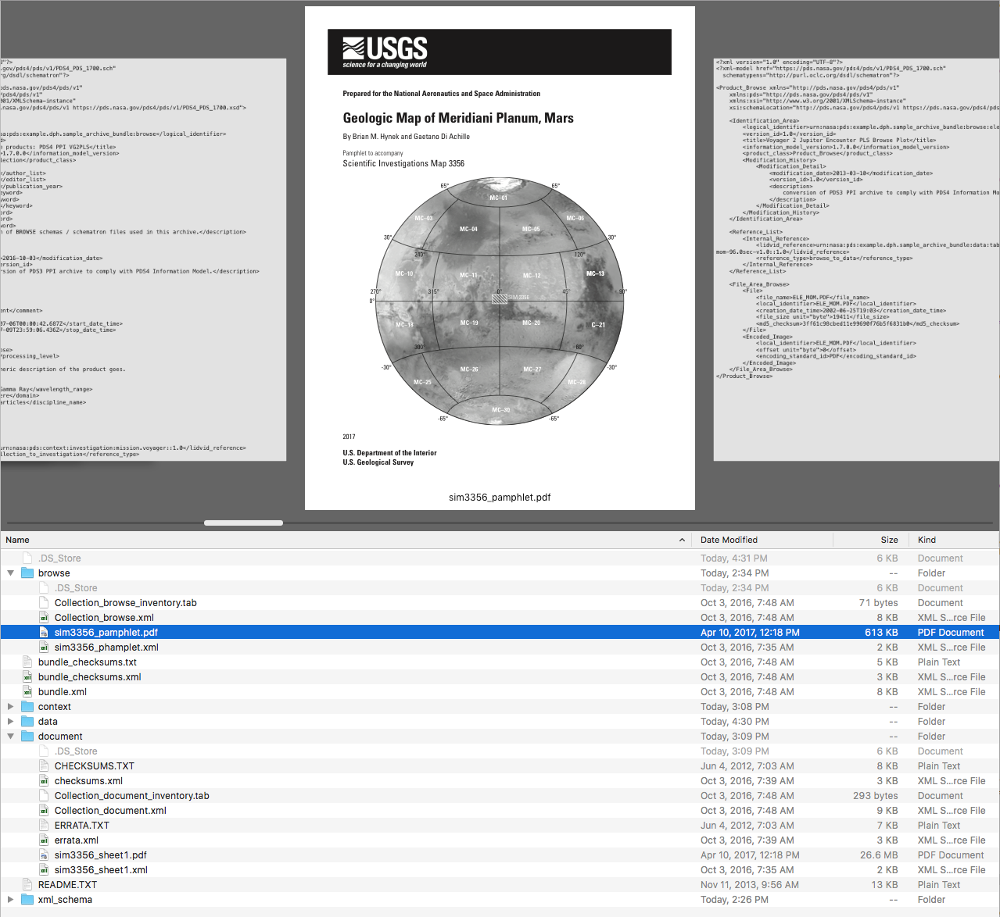 3"?>
.gov/pds4/pds/v1/PDS4_PDS_1700.sch"
rg/dsdl/schematron"?>
pds.nasa.gov/pds4/pds/v1"
/pds4/pds/v1"
001/XMLSchema-instance"
.nasa.gov/pds4/pds/v1 https://pds.nasa.gov/pds4/pds/v1/PDS4_PDS_1700.xsd">
sa:pds:example.dph.sample_archive_bundle:browse</logical_identifier>
d>
e products: PDS4 PPI VG2PLS</title>
>1.7.0.0</information_model_version>
llection</product_class>
/author_list>
/editor_list>
/publication_year>
eyword>
yword>
</keyword>
ord>
ord>
n of BROWSE schemas / schematron files used in this archive.</description>
>2016-10-03</modification_date>
ersion_id>
rsion of PDS3 PPI archive to comply with PDS4 Information Model.</description>
ent</comment>
07-06T00:00:42.687Z</start_date_time>
7-09T23:59:06.436Z</stop_date_time>
ose>
/processing_level>
neric description of the product goes.
Gamma Ray</wavelength_range>
ere</domain>
articles</discipline_name>
urn:nasa:pds:context:investigation:mission.voyager::1.0</lidvid_reference>
llection_to_investigation</reference_type>
USGS
science for a changing world
Prepared for the National Aeronautics and Space Administration
Geologic Map of Meridiani Planum, Mars
By Brian M. Hynek and Gaetano Di Achille
Pamphlet to accompany
Scientific Investigations Map 3356
65° 65°
MC-01
MC-03 MC-04 MC-05 MC-06
30° 30°
240° 120°
MC-10 MC-11 MC-12 MC-13
270° 315° 0° 45° 90°
0° SIM 3356
MC-18 MC-19 MC-20 C-21
300° 60°
-30° MC-26 MC-27 -30°
MC-25 MC-28
MC-30
-65° -65°
2017
U.S. Department of the Interior
U.S. Geological Survey
sim3356_pamphlet.pdf
<?xml version="1.0" encoding="UTF-8"?>
<?xml-model href="https://pds.nasa.gov/pds4/pds/v1/PDS4_PDS_1700.sch"
schematypens="http://purl.oclc.org/dsdl/schematron"?>
<Product_Browse xmlns="http://pds.nasa.gov/pds4/pds/v1"
xmlns:pds="http://pds.nasa.gov/pds4/pds/v1"
xmlns:xsi="http://www.w3.org/2001/XMLSchema-instance"
xsi:schemaLocation="http://pds.nasa.gov/pds4/pds/v1 https://pds.nasa.gov/pds4/ps
<Identification_Area>
<logical_identifier>urn:nasa:pds:example.dph.sample_archive_bundle:browse:ele
<version_id>1.0</version_id>
<title>Voyager 2 Jupiter Encounter PLS Browse Plot</title>
<information_model_version>1.7.0.0</information_model_version>
<product_class>Product_Browse</product_class>
<Modification_History>
<Modification_Detail>
<modification_date>2013-03-10</modification_date>
<version_id>1.0</version_id>
<description>
conversion of PDS3 PPI archive to comply with PDS4 Information Mo
</description>
</Modification_Detail>
</Modification_History>
</Identification_Area>
<Reference_List>
<Internal_Reference>
<lidvid_reference>urn:nasa:pds:example.dph.sample_archive_bundle:data:tab
mom-96.0sec-v1.0::1.0</lidvid_reference>
<reference_type>browse_to_data</reference_type>
</Internal_Reference>
</Reference_List>
<File_Area_Browse>
<File>
<file_name>ELE_MOM.PDF</file_name>
<local_identifier>ELE_MOM.PDF</local_identifier>
<creation_date_time>2002-06-25T19:03</creation_date_time>
<file_size unit="byte">19411</file_size>
<md5_checksum>3ff61c98cbed11e99690f76b5f6831b0</md5_checksum>
</File>
<Encoded_Image>
<local_identifier>ELE_MOM.PDF</local_identifier>
<offset unit="byte">0</offset>
<encoding_standard_id>PDF</encoding_standard_id>
</Encoded_Image>
</File_Area_Browse>
</Product_Browse>
Name Date Modified Size Kind
.DS_Store Today, 4:31 PM 6 KB Document
browse Today, 2:34 PM -- Folder
.DS_Store Today, 2:34 PM 6 KB Document
Collection_browse_inventory.tab Oct 3, 2016, 7:48 AM 71 bytes Document
Collection_browse.xml Oct 3, 2016, 7:48 AM 8 KB XML S...rce File
sim3356_pamphlet.pdf Apr 10, 2017, 12:18 PM 613 KB PDF Document
sim3356_phamplet.xml Oct 3, 2016, 7:35 AM 2 KB XML S...rce File
bundle_checksums.txt Oct 3, 2016, 7:48 AM 5 KB Plain Text
bundle_checksums.xml Oct 3, 2016, 7:48 AM 3 KB XML S...rce File
bundle.xml Oct 3, 2016, 7:48 AM 8 KB XML S...rce File
context Today, 3:08 PM -- Folder
data Today, 4:30 PM -- Folder
document Today, 3:09 PM -- Folder
.DS_Store Today, 3:09 PM 6 KB Document
CHECKSUMS.TXT Jun 4, 2012, 7:03 AM 8 KB Plain Text
checksums.xml Oct 3, 2016, 7:39 AM 3 KB XML S...rce File
Collection_document_inventory.tab Oct 3, 2016, 7:48 AM 293 bytes Document
Collection_document.xml Oct 3, 2016, 7:48 AM 9 KB XML S...rce File
ERRATA.TXT Jun 4, 2012, 7:03 AM 7 KB Plain Text
errata.xml Oct 3, 2016, 7:39 AM 3 KB XML S...rce File
sim3356_sheet1.pdf Apr 10, 2017, 12:18 PM 26.6 MB PDF Document
sim3356_sheet1.xml Oct 3, 2016, 7:35 AM 2 KB XML S...rce File
README.TXT Nov 11, 2013, 9:56 AM 13 KB Plain Text
xml_schema Today, 2:26 PM -- Folder